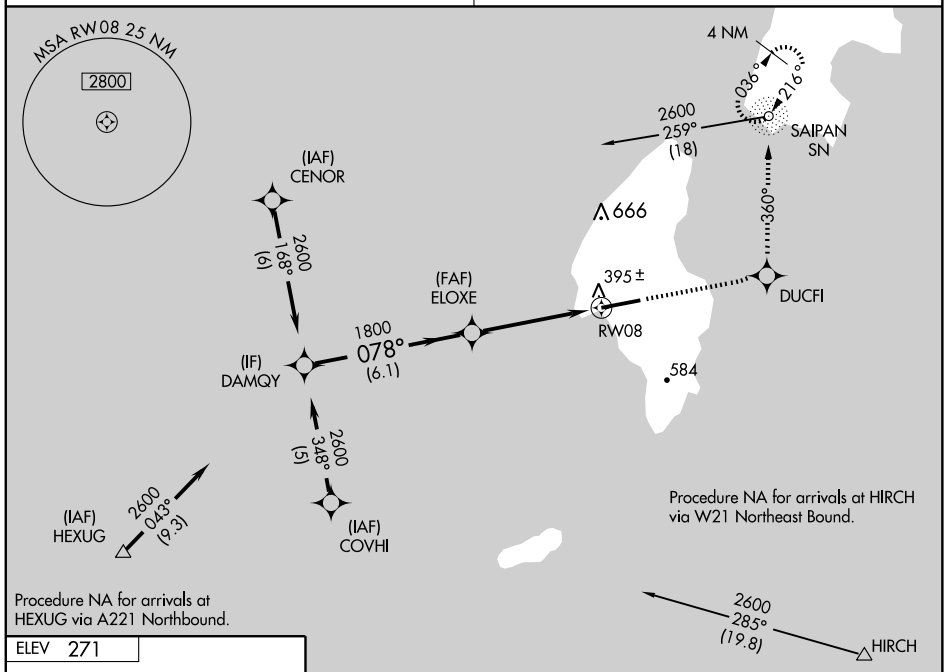 MSA RW08 25 NM
2800
4 NM
036°
216°
SAIPAN
SN
2600
259°
(18)
(IAF)
CENOR
2600
168°
(6)
666
395 ±
360°
DUCFI
(FAF)
ELOXE
RW08
1800
078°
(6.1)
(IF)
DAMQY
584
2600
348°
(5)
(IAF)
COVHI
2600
043°
(9.3)
(IAF)
HEXUG
Procedure NA for arrivals at HIRCH
via W21 Northeast Bound.
Procedure NA for arrivals at
HEXUG via A221 Northbound.
2600
285°
(19.8)
HIRCH
ELEV 271